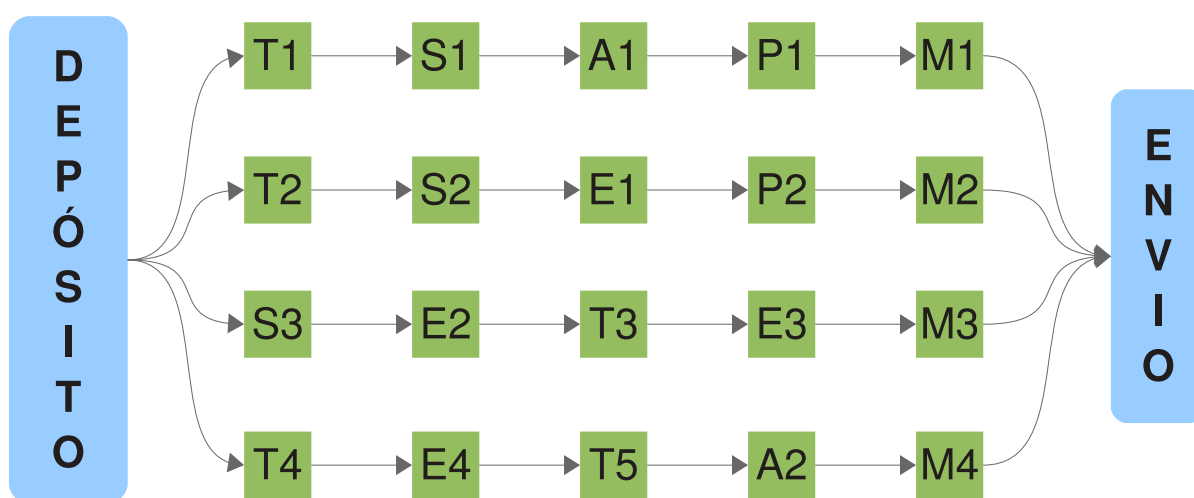 DEPÓSITO
T1 S1 A1 P1 M1
T2 S2 E1 P2 M2
S3 E2 T3 E3 M3
T4 E4 T5 A2 M4
ENVIO